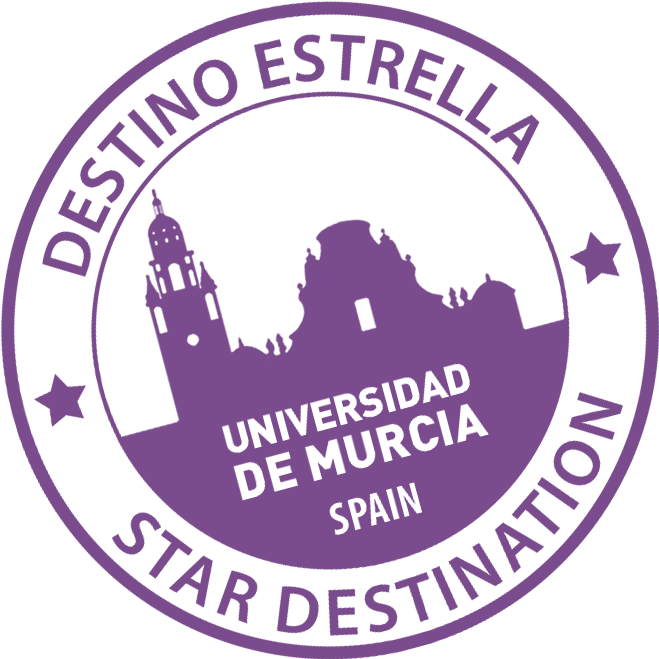 DESTINO ESTRELLA
UNIVERSIDAD
DE MURCIA
SPAIN
STAR DESTINATION